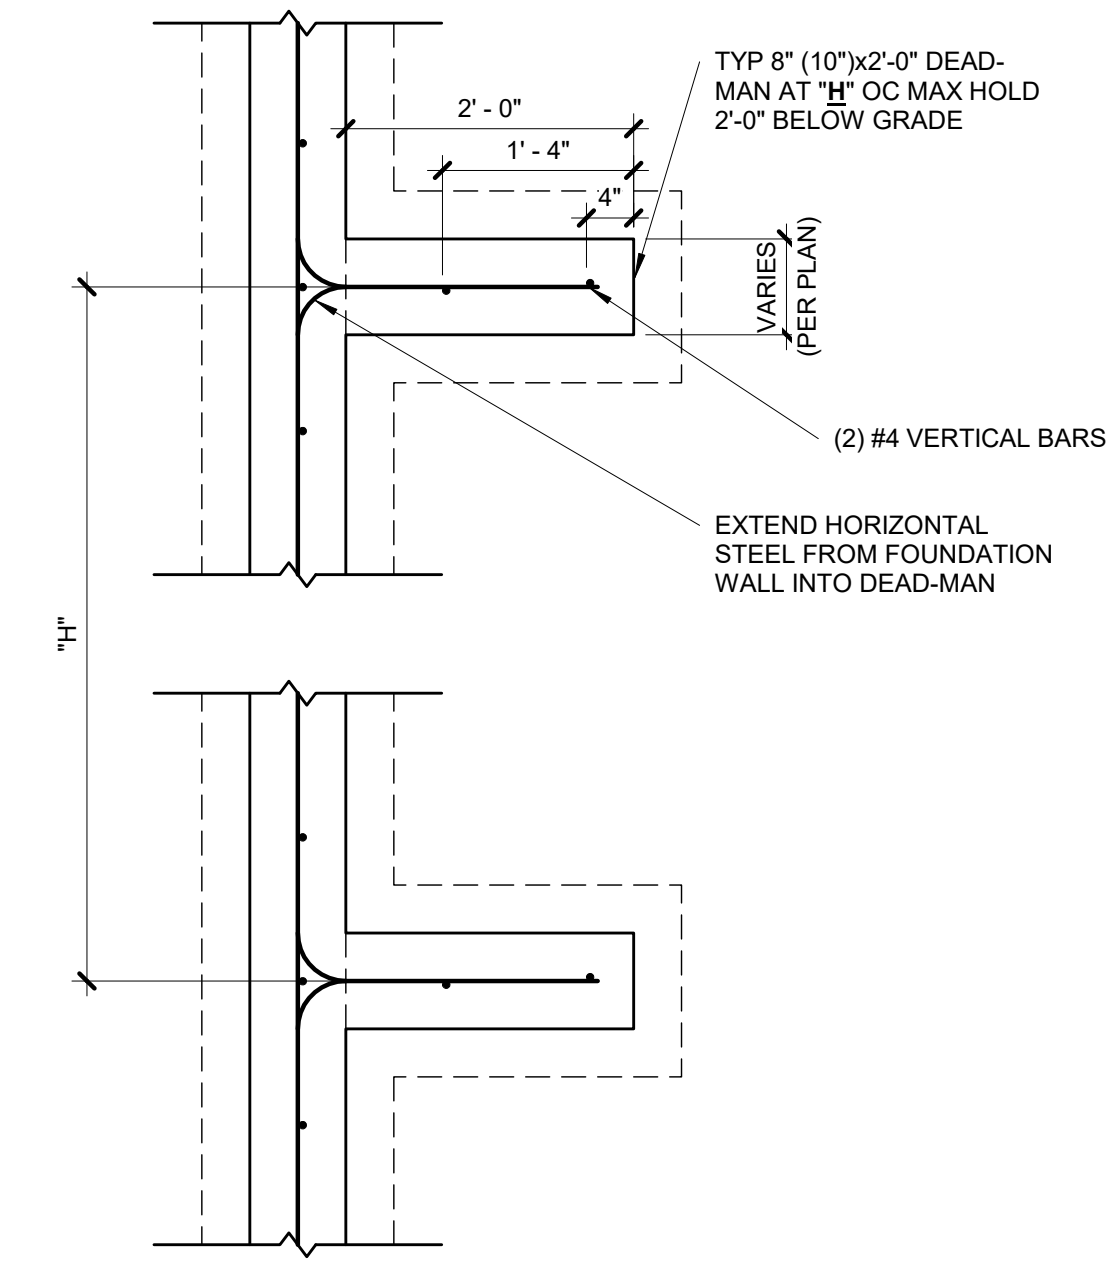 TYP 8" (10")x2'-0" DEAD-
MAN AT "H" OC MAX HOLD
2'-0" BELOW GRADE
2' - 0"
1' - 4"
4"
VARIES
(PER PLAN)
(2) #4 VERTICAL BARS
EXTEND HORIZONTAL
STEEL FROM FOUNDATION
WALL INTO DEAD-MAN
"H"